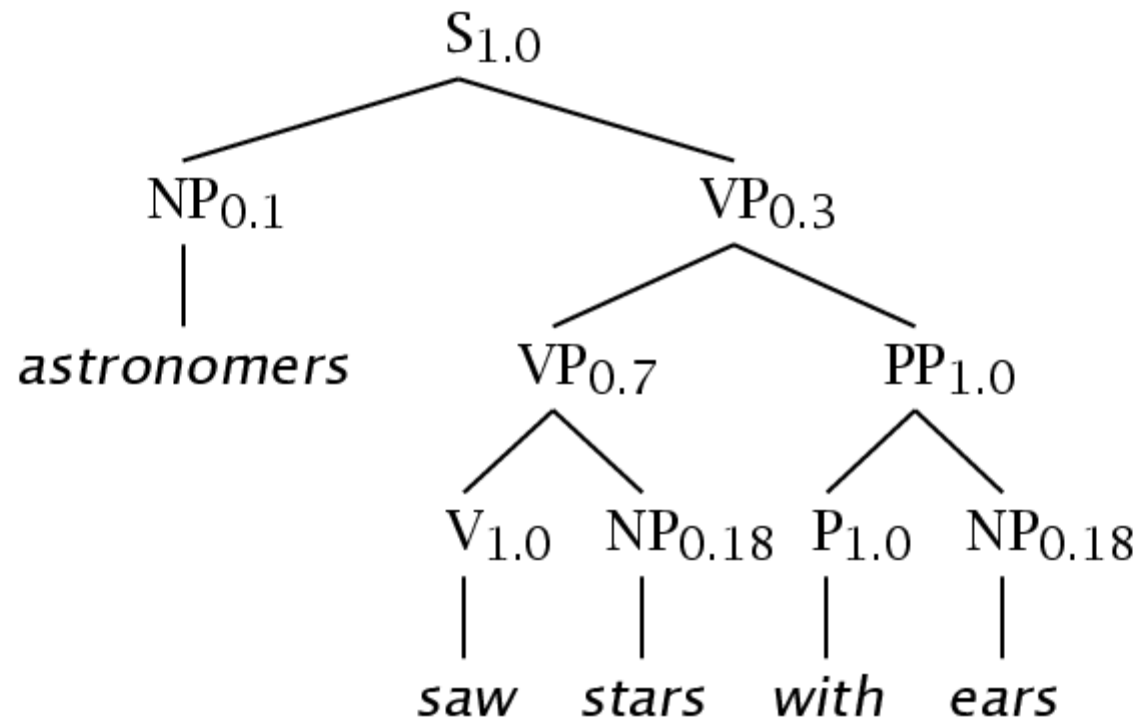 S1.0
NP0.1 VP0.3
astronomers VP0.7 PP1.0
V1.0 NP0.18 P1.0 NP0.18
saw stars with ears